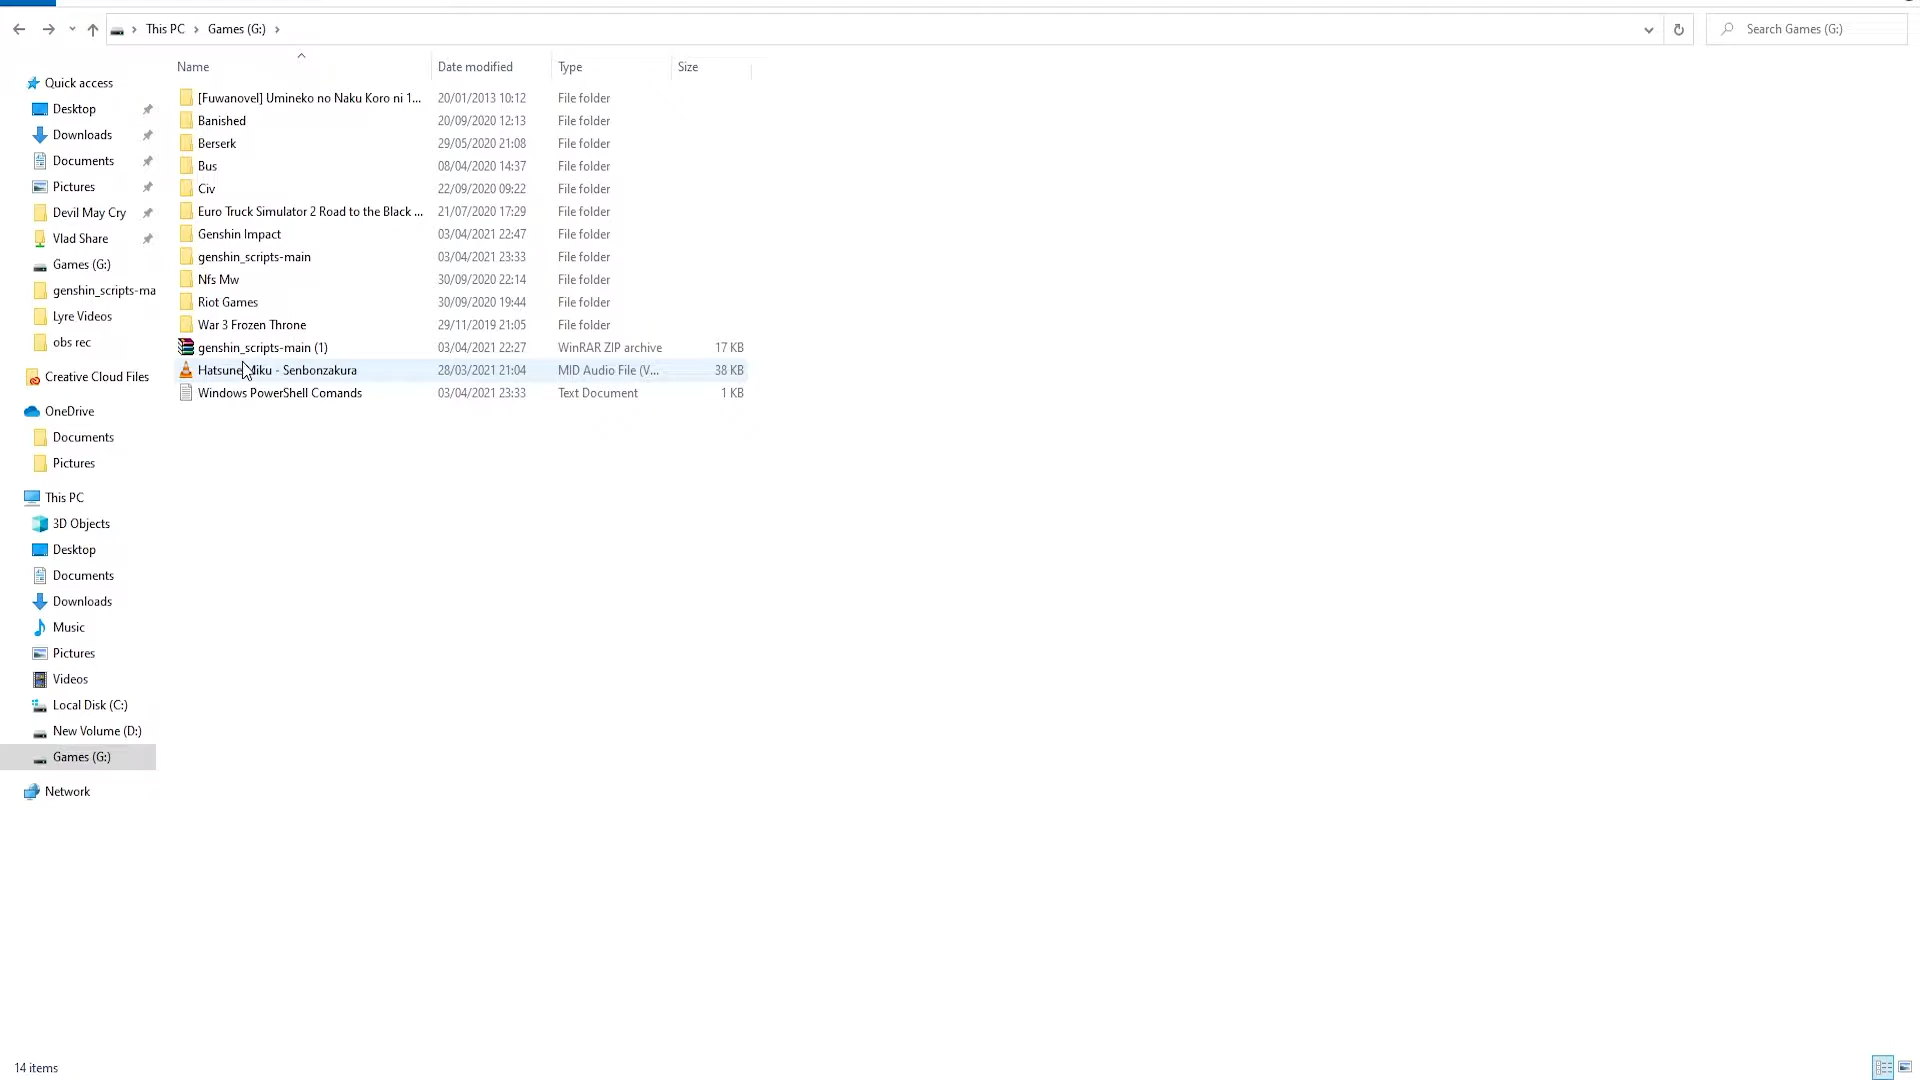 This PC
Games (G:)
Search Games (G:)
Name
Date modified
Type
Size
Quick access
Desktop
Downloads
Documents
Pictures
Devil May Cry
Vlad Share
Games (G:)
genshin_scripts-ma
Lyre Videos
obs rec
Creative Cloud Files
OneDrive
Documents
Pictures
This PC
3D Objects
Desktop
Documents
Downloads
Music
Pictures
Videos
Local Disk (C:)
New Volume (D:)
Games (G:)
Network
[Fuwanovel] Umineko no Naku Koro ni 1... 20/01/2013 10:12 File folder
Banished 20/09/2020 12:13 File folder
Berserk 29/05/2020 21:08 File folder
Bus 08/04/2020 14:37 File folder
Civ 22/09/2020 09:22 File folder
Euro Truck Simulator 2 Road to the Black ... 21/07/2020 17:29 File folder
Genshin Impact 03/04/2021 22:47 File folder
genshin_scripts-main 03/04/2021 23:33 File folder
Nfs Mw 30/09/2020 22:14 File folder
Riot Games 30/09/2020 19:44 File folder
War 3 Frozen Throne 29/11/2019 21:05 File folder
genshin_scripts-main (1) 03/04/2021 22:27 WinRAR ZIP archive 17 KB
Hatsune Miku - Senbonzakura 28/03/2021 21:04 MID Audio File (V... 38 KB
Windows PowerShell Comands 03/04/2021 23:33 Text Document 1 KB
14 items